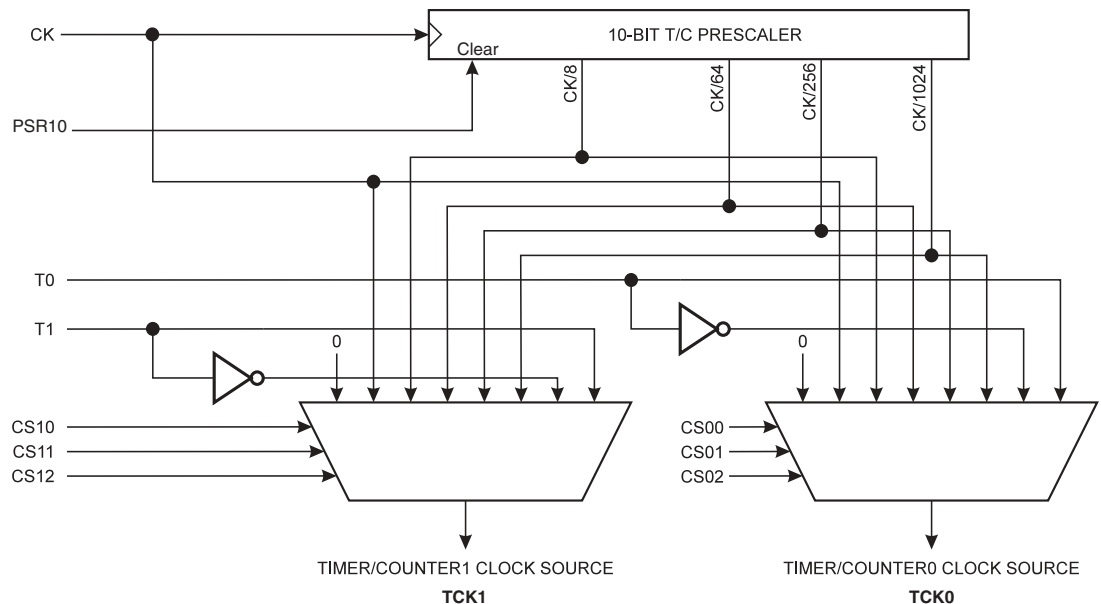 CK
10-BIT T/C PRESCALER
Clear
CK/8
CK/64
CK/256
CK/1024
PSR10
T0
T1
0
0
CS10
CS11
CS12
CS00
CS01
CS02
TIMER/COUNTER1 CLOCK SOURCE
TCK1
TIMER/COUNTER0 CLOCK SOURCE
TCK0